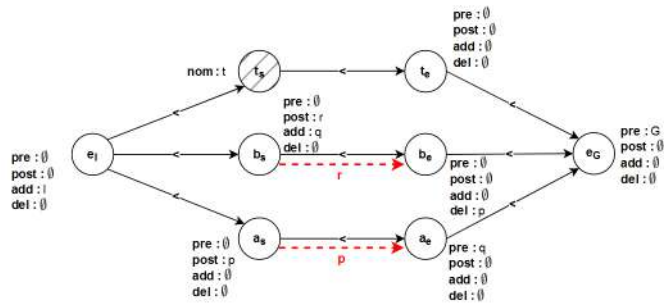 pre : ∅
post : ∅
add : ∅
del : ∅
nom : t
t_s
<
t_e
<
<
pre : ∅
post : r
add : q
del : ∅
pre : ∅
post : ∅
add : I
del : ∅
e_I
<
b_s
<
r
b_e
<
e_G
pre : G
post : ∅
add : ∅
del : ∅
pre : ∅
post : ∅
add : ∅
del : p
<
<
pre : ∅
post : p
add : ∅
del : ∅
a_s
<
p
a_e
pre : q
post : ∅
add : ∅
del : ∅